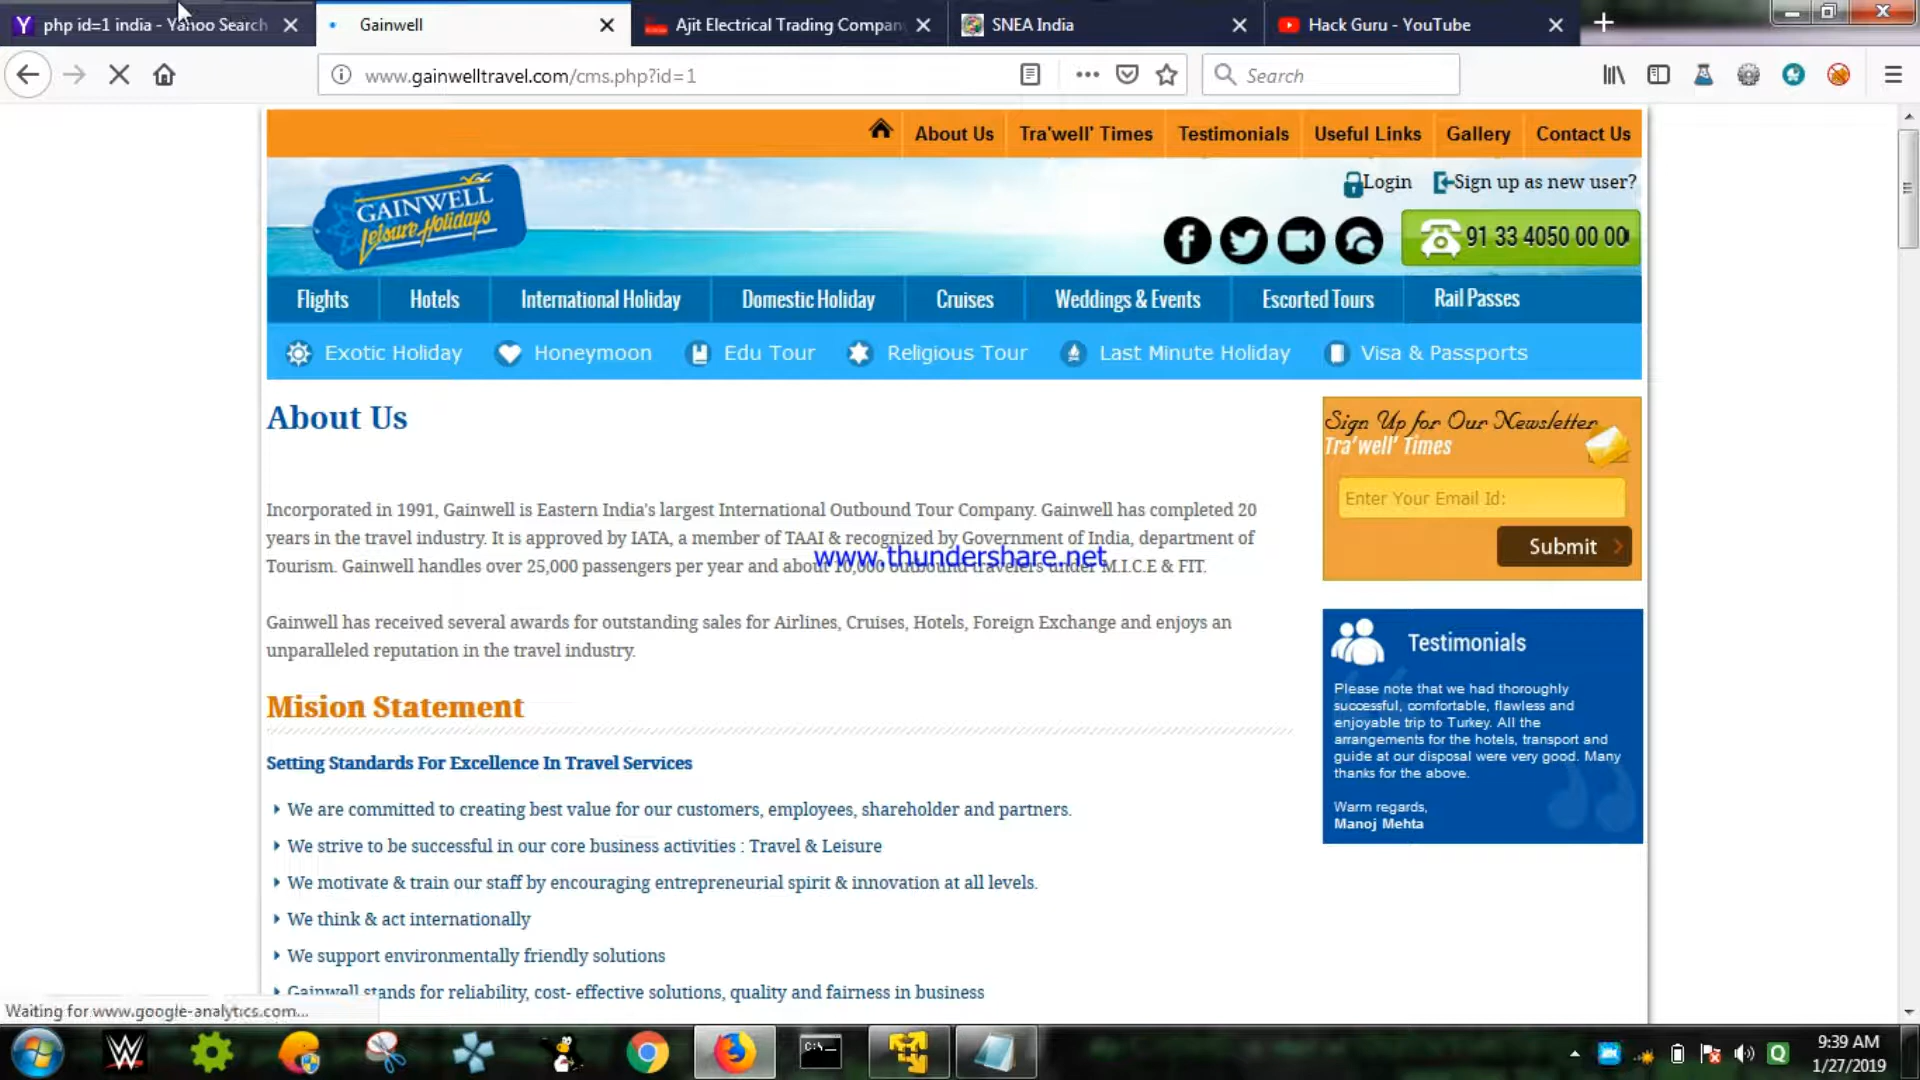 php id=1 india - Yahoo Search
Gainwell
Ajit Electrical Trading Company
SNEA India
Hack Guru - YouTube
www.gainwelltravel.com/cms.php?id=1
Search
About Us
Tra'well' Times
Testimonials
Useful Links
Gallery
Contact Us
GAINWELL
Leisure Holidays
Login
Sign up as new user?
91 33 4050 00 00
Flights
Hotels
International Holiday
Domestic Holiday
Cruises
Weddings & Events
Escorted Tours
Rail Passes
Exotic Holiday
Honeymoon
Edu Tour
Religious Tour
Last Minute Holiday
Visa & Passports
About Us
Incorporated in 1991, Gainwell is Eastern India's largest International Outbound Tour Company. Gainwell has completed 20
years in the travel industry. It is approved by IATA, a member of TAAI & recognized by Government of India, department of
Tourism. Gainwell handles over 25,000 passengers per year and about 10,000 outbound travelers under M.I.C.E & FIT.
www.thundershare.net
Gainwell has received several awards for outstanding sales for Airlines, Cruises, Hotels, Foreign Exchange and enjoys an
unparalleled reputation in the travel industry.
Mision Statement
Setting Standards For Excellence In Travel Services
We are committed to creating best value for our customers, employees, shareholder and partners.
We strive to be successful in our core business activities : Travel & Leisure
We motivate & train our staff by encouraging entrepreneurial spirit & innovation at all levels.
We think & act internationally
We support environmentally friendly solutions
Gainwell stands for reliability, cost- effective solutions, quality and fairness in business
Sign Up for Our Newsletter
Tra'well' Times
Enter Your Email Id:
Submit
Testimonials
Please note that we had thoroughly
successful, comfortable, flawless and
enjoyable trip to Turkey. All the
arrangements for the hotels, transport and
guide at our disposal were very good. Many
thanks for the above.
Warm regards,
Manoj Mehta
Waiting for www.google-analytics.com...
C:\_
9:39 AM
1/27/2019